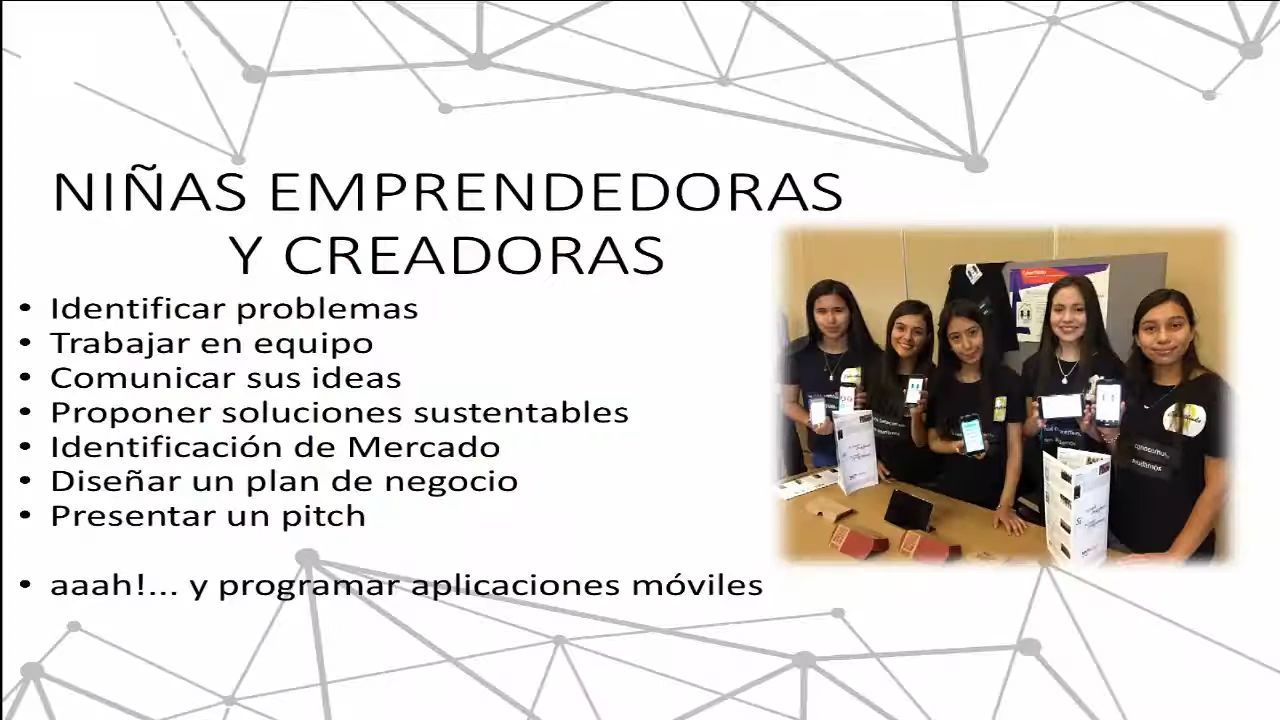 NIÑAS EMPRENDEDORAS
Y CREADORAS
• Identificar problemas
• Trabajar en equipo
• Comunicar sus ideas
• Proponer soluciones sustentables
• Identificación de Mercado
• Diseñar un plan de negocio
• Presentar un pitch
• aaah!... y programar aplicaciones móviles